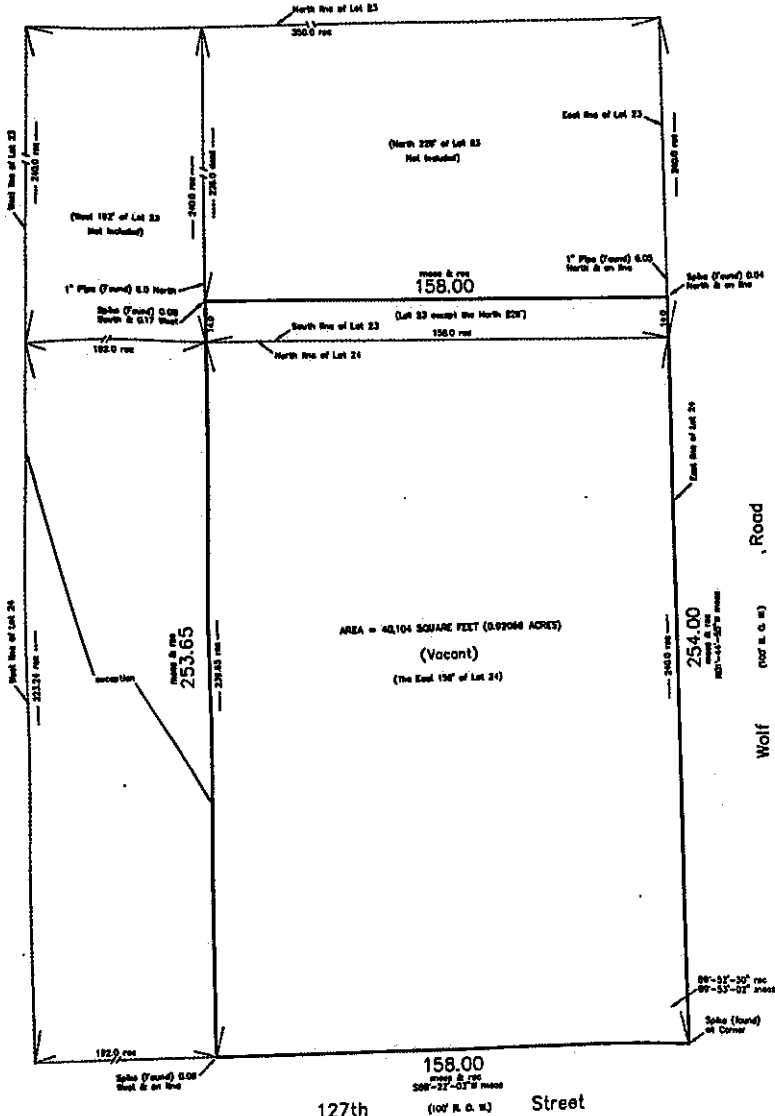 North line of Lot 23
350.0 rec
West line of Lot 23
240.0 rec
240.0 rec
226.0 meas
East line of Lot 23
240.0 rec
(North 226' of Lot 23
Not Included)
(West 192' of Lot 23
Not Included)
1" Pipe (Found) 6.0 North
Spike (Found) 0.08
South & 0.17 West
meas & rec
158.00
1" Pipe (Found) 6.05
North & on line
Spike (Found) 0.04
North & on line
14.0
(Lot 23 except the North 226')
14.0
South line of Lot 23
158.0 rec
192.0 rec
North line of Lot 24
East line of Lot 24
West line of Lot 24
223.24 rec
exception
meas & rec
253.65
239.65 rec
AREA = 40,104 SQUARE FEET (0.92066 ACRES)
(Vacant)
(The East 158' of Lot 24)
240.0 rec
254.00
meas & rec
Wolf Road
(100' R. O. W.)
89°-52'-30" rec
89°-53'-02" meas
Spike (found)
at Corner
192.0 rec
Spike (Found) 0.08
West & on line
158.00
meas & rec
127th (100' R. O. W.) Street